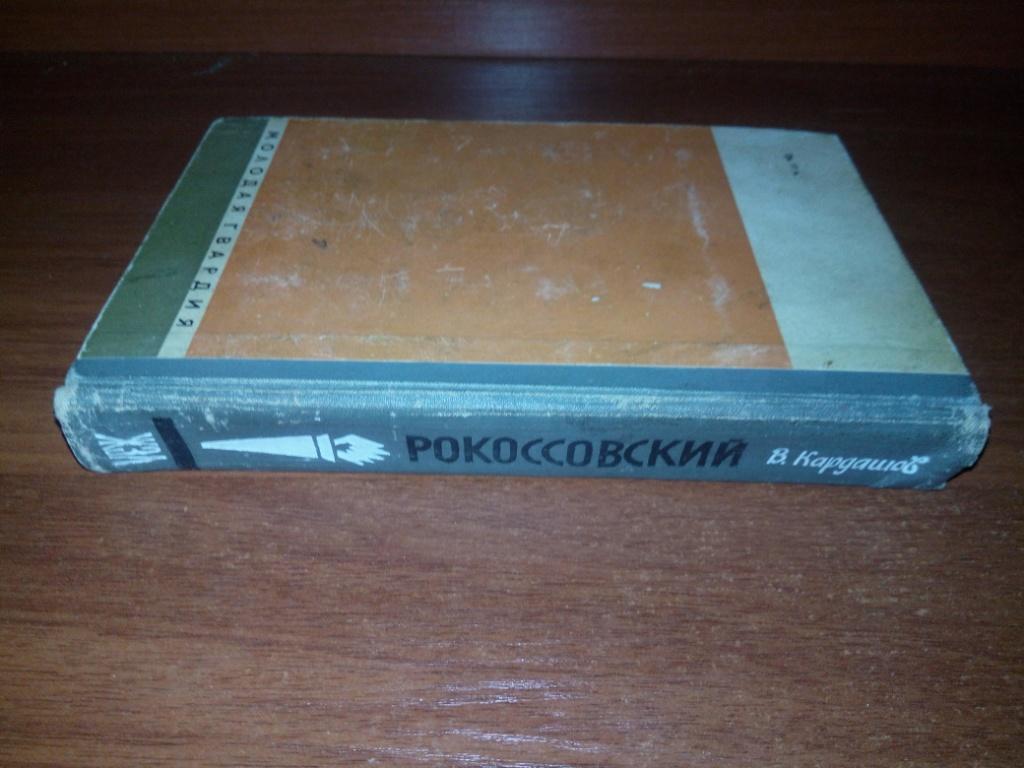 МОЛОДАЯ ГВАРДИЯ
ЖЗЛ
РОКОССОВСКИЙ
В. Кардашов